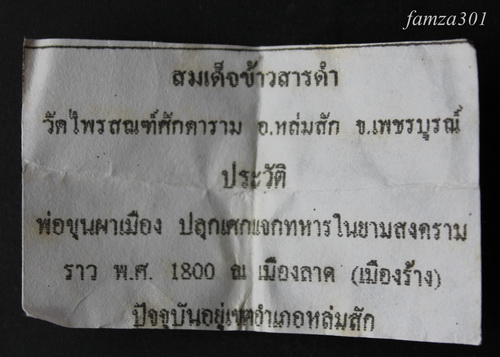 famza301
สมเด็จข้าวสารดำ
วัดไพรสณฑ์ศักดาราม อ.หล่มสัก จ.เพชรบูรณ์
ประวัติ
พ่อขุนผาเมือง ปลุกเศกแจกทหารในยามสงคราม
ราว พ.ศ. 1800 ณ เมืองลาด (เมืองร้าง)
ปัจจุบันอยู่เขตอำเภอหล่มสัก